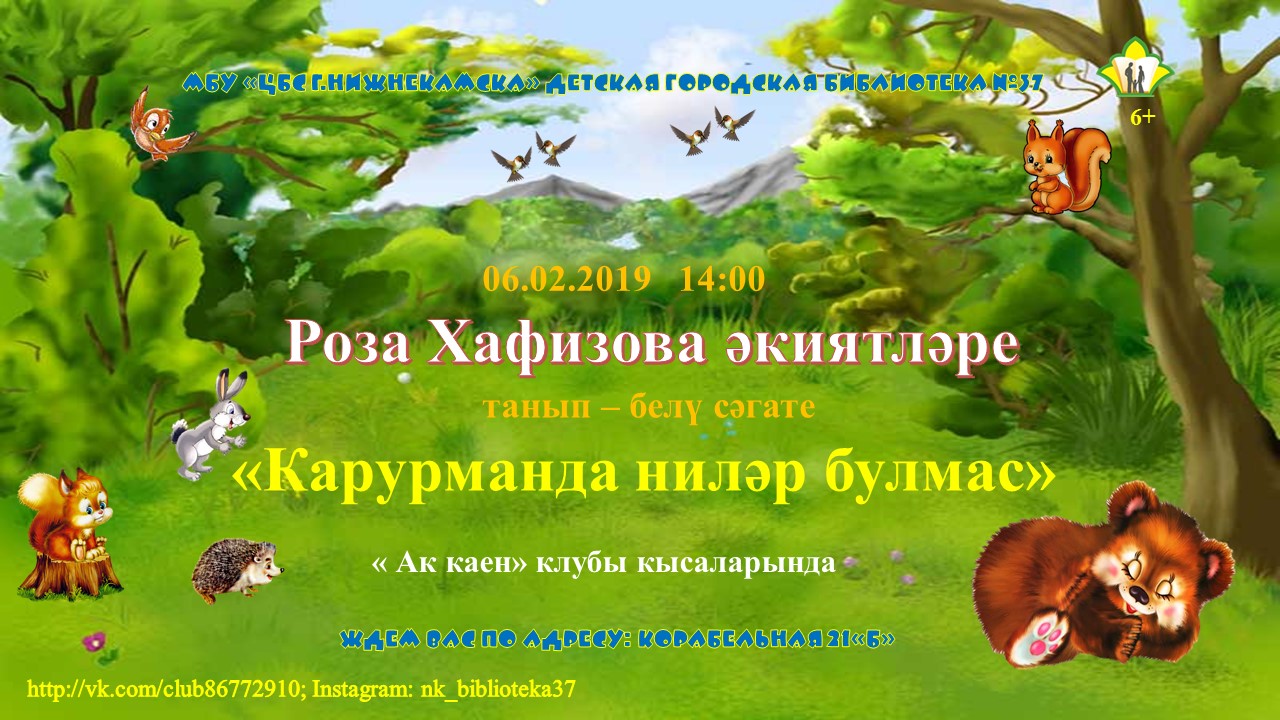 МБУ «ЦБС Г.НИЖНЕКАМСКА» ДЕТСКАЯ ГОРОДСКАЯ БИБЛИОТЕКА №37
6+
06.02.2019 14:00
Роза Хафизова әкиятләре
танып – белү сәгате
«Карурманда ниләр булмас»
« Ак каен» клубы кысаларында
ЖДЕМ ВАС ПО АДРЕСУ: КОРАБЕЛЬНАЯ 21«Б»
http://vk.com/club86772910; Instagram: nk_biblioteka37